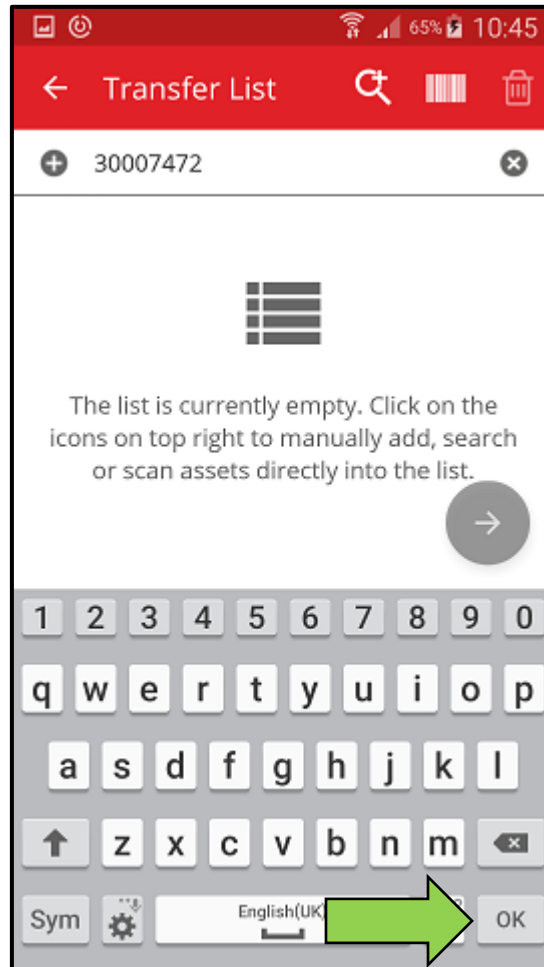 65% 10:45
Transfer List
30007472
The list is currently empty. Click on the
icons on top right to manually add, search
or scan assets directly into the list.
1 2 3 4 5 6 7 8 9 0
q w e r t y u i o p
a s d f g h j k l
z x c v b n m
Sym English(UK) OK